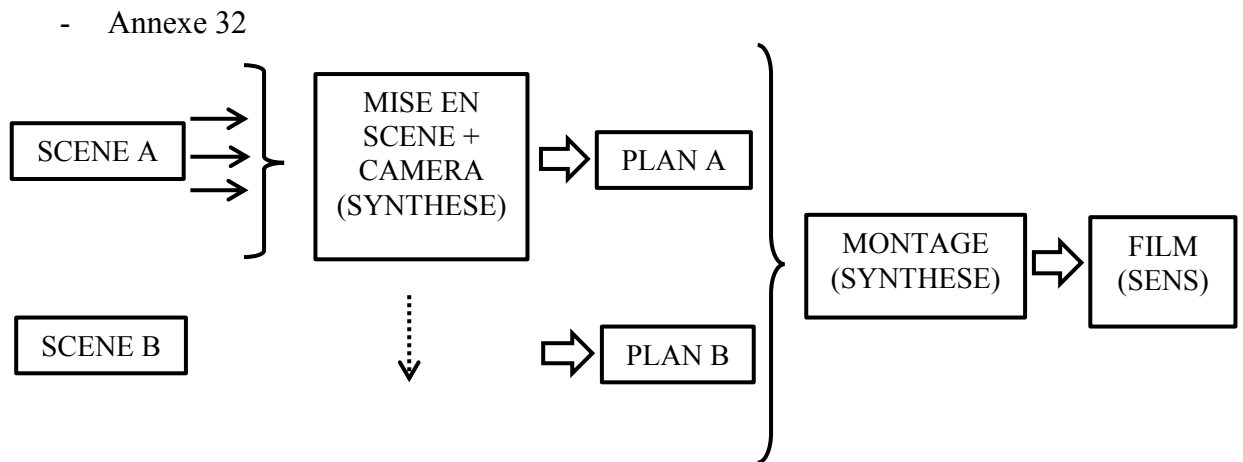 - Annexe 32
SCENE A
MISE EN
SCENE +
CAMERA
(SYNTHESE)
PLAN A
MONTAGE
(SYNTHESE)
FILM
(SENS)
SCENE B
PLAN B